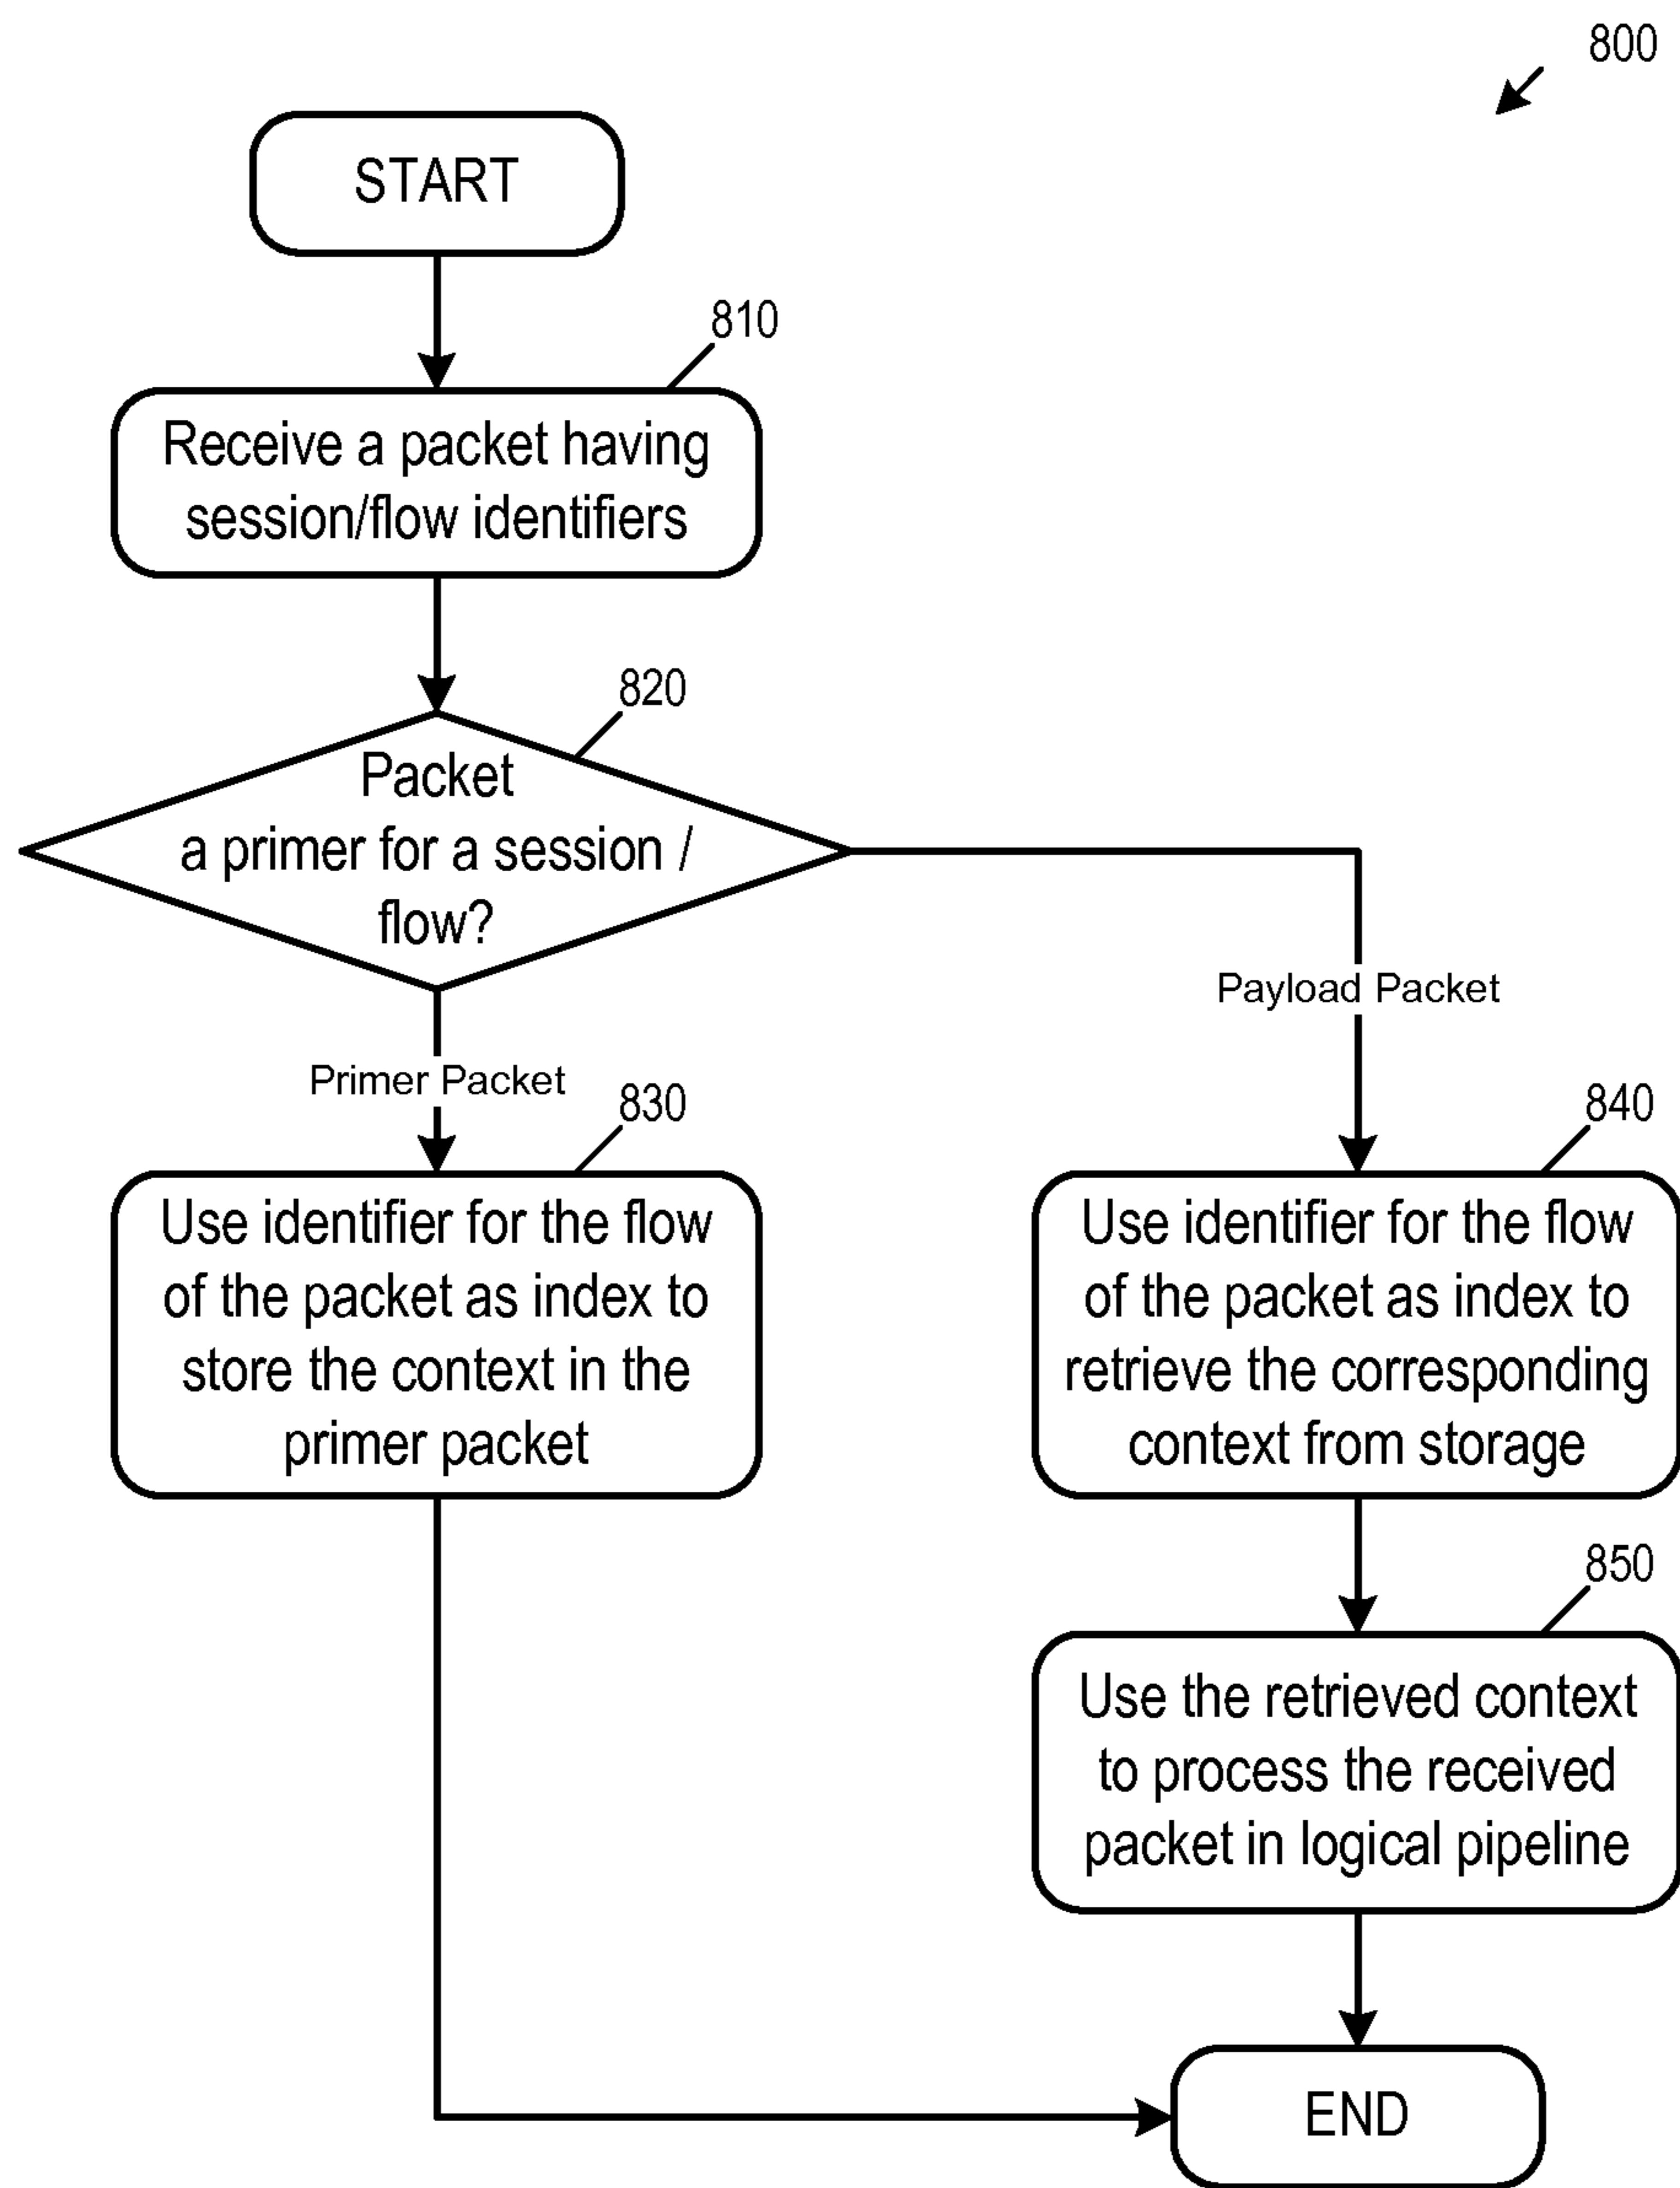 800
START
810
Receive a packet having
session/flow identifiers
820
Packet
a primer for a session /
flow?
Payload Packet
Primer Packet
830
Use identifier for the flow
of the packet as index to
store the context in the
primer packet
840
Use identifier for the flow
of the packet as index to
retrieve the corresponding
context from storage
850
Use the retrieved context
to process the received
packet in logical pipeline
END